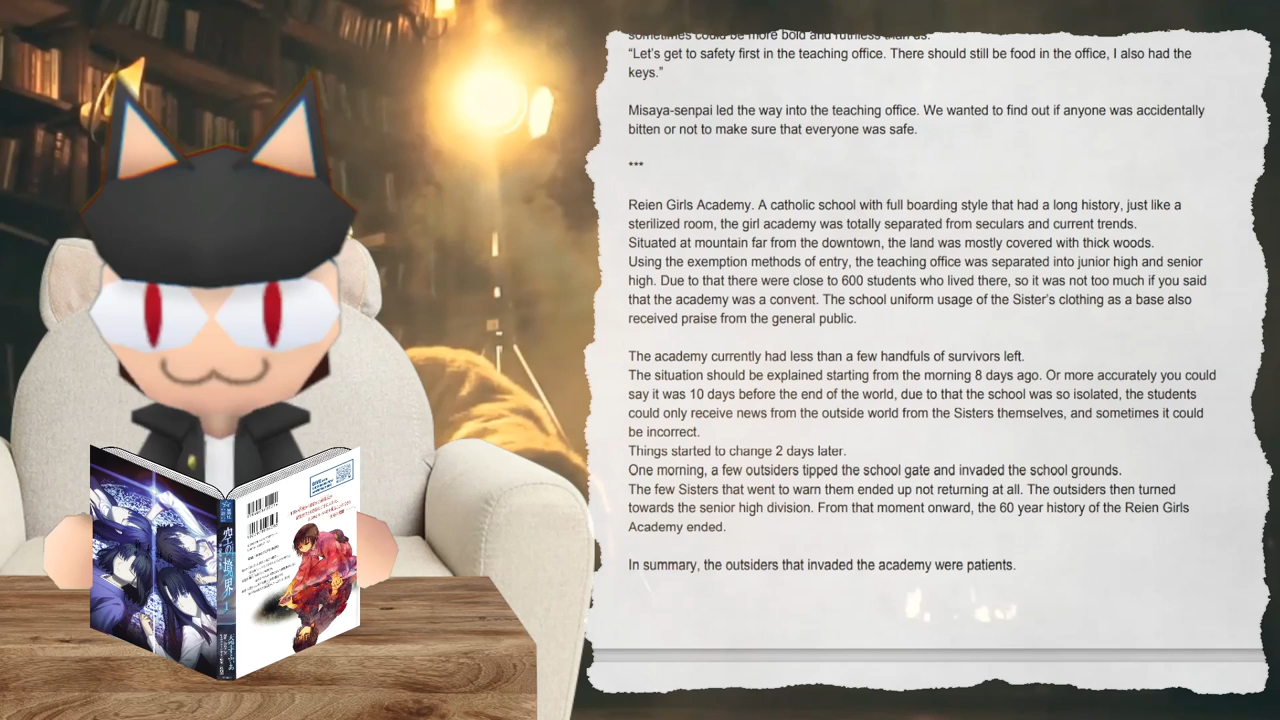 sometimes could be more bold and ruthless than us.
“Let’s get to safety first in the teaching office. There should still be food in the office, I also had the
keys.”
Misaya-senpai led the way into the teaching office. We wanted to find out if anyone was accidentally
bitten or not to make sure that everyone was safe.
***
Reien Girls Academy. A catholic school with full boarding style that had a long history, just like a
sterilized room, the girl academy was totally separated from seculars and current trends.
Situated at mountain far from the downtown, the land was mostly covered with thick woods.
Using the exemption methods of entry, the teaching office was separated into junior high and senior
high. Due to that there were close to 600 students who lived there, so it was not too much if you said
that the academy was a convent. The school uniform usage of the Sister’s clothing as a base also
received praise from the general public.
The academy currently had less than a few handfuls of survivors left.
The situation should be explained starting from the morning 8 days ago. Or more accurately you could
say it was 10 days before the end of the world, due to that the school was so isolated, the students
could only receive news from the outside world from the Sisters themselves, and sometimes it could
be incorrect.
Things started to change 2 days later.
One morning, a few outsiders tipped the school gate and invaded the school grounds.
The few Sisters that went to warn them ended up not returning at all. The outsiders then turned
towards the senior high division. From that moment onward, the 60 year history of the Reien Girls
Academy ended.
In summary, the outsiders that invaded the academy were patients.
空の境界
1